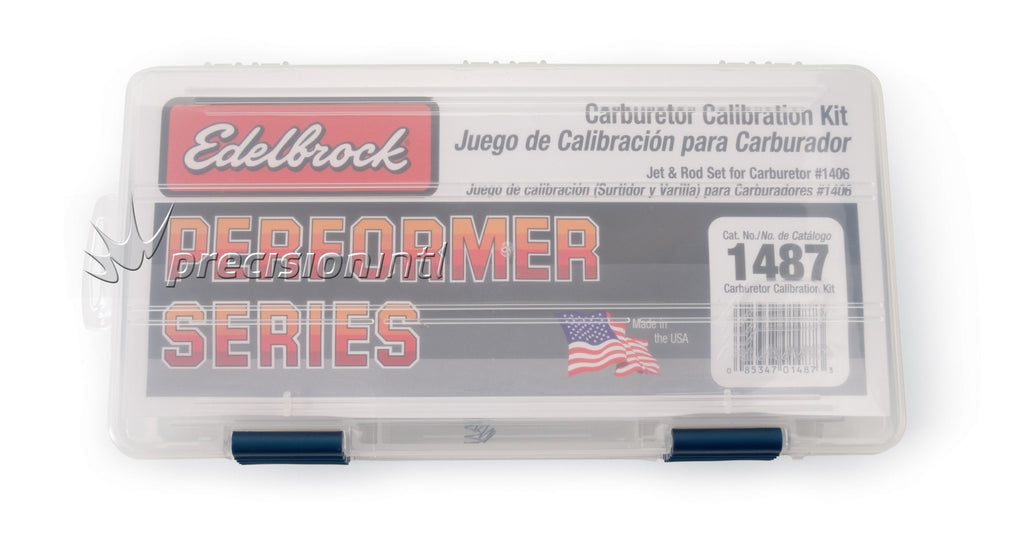 Edelbrock
Carburetor Calibration Kit
Juego de Calibración para Carburador
Jet & Rod Set for Carburetor #1406
Juego de calibración (Surtidor y Varilla) para Carburadores #1406
PERFORMER®
SERIES
precisionintl
Cat. No./No. de Catálogo
1487
Carburetor Calibration Kit
0 85347 01487 3
Made in
the USA